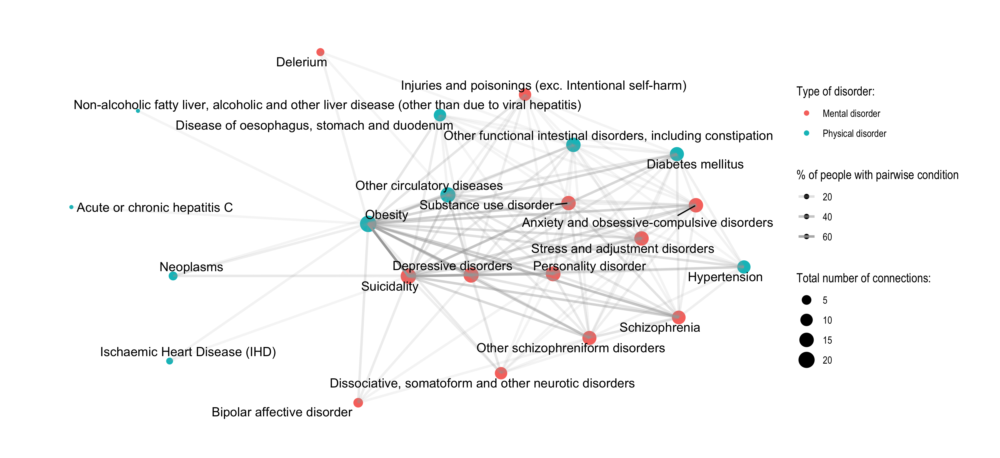 Delerium
Injuries and poisonings (exc. Intentional self-harm)
Non-alcoholic fatty liver, alcoholic and other liver disease (other than due to viral hepatitis)
Disease of oesophagus, stomach and duodenum
Other functional intestinal disorders, including constipation
Diabetes mellitus
Other circulatory diseases
Substance use disorder
Acute or chronic hepatitis C
Obesity
Anxiety and obsessive-compulsive disorders
Stress and adjustment disorders
Neoplasms
Depressive disorders
Personality disorder
Hypertension
Suicidality
Schizophrenia
Other schizophreniform disorders
Ischaemic Heart Disease (IHD)
Dissociative, somatoform and other neurotic disorders
Bipolar affective disorder
Type of disorder:
Mental disorder
Physical disorder
% of people with pairwise condition
20
40
60
Total number of connections:
5
10
15
20